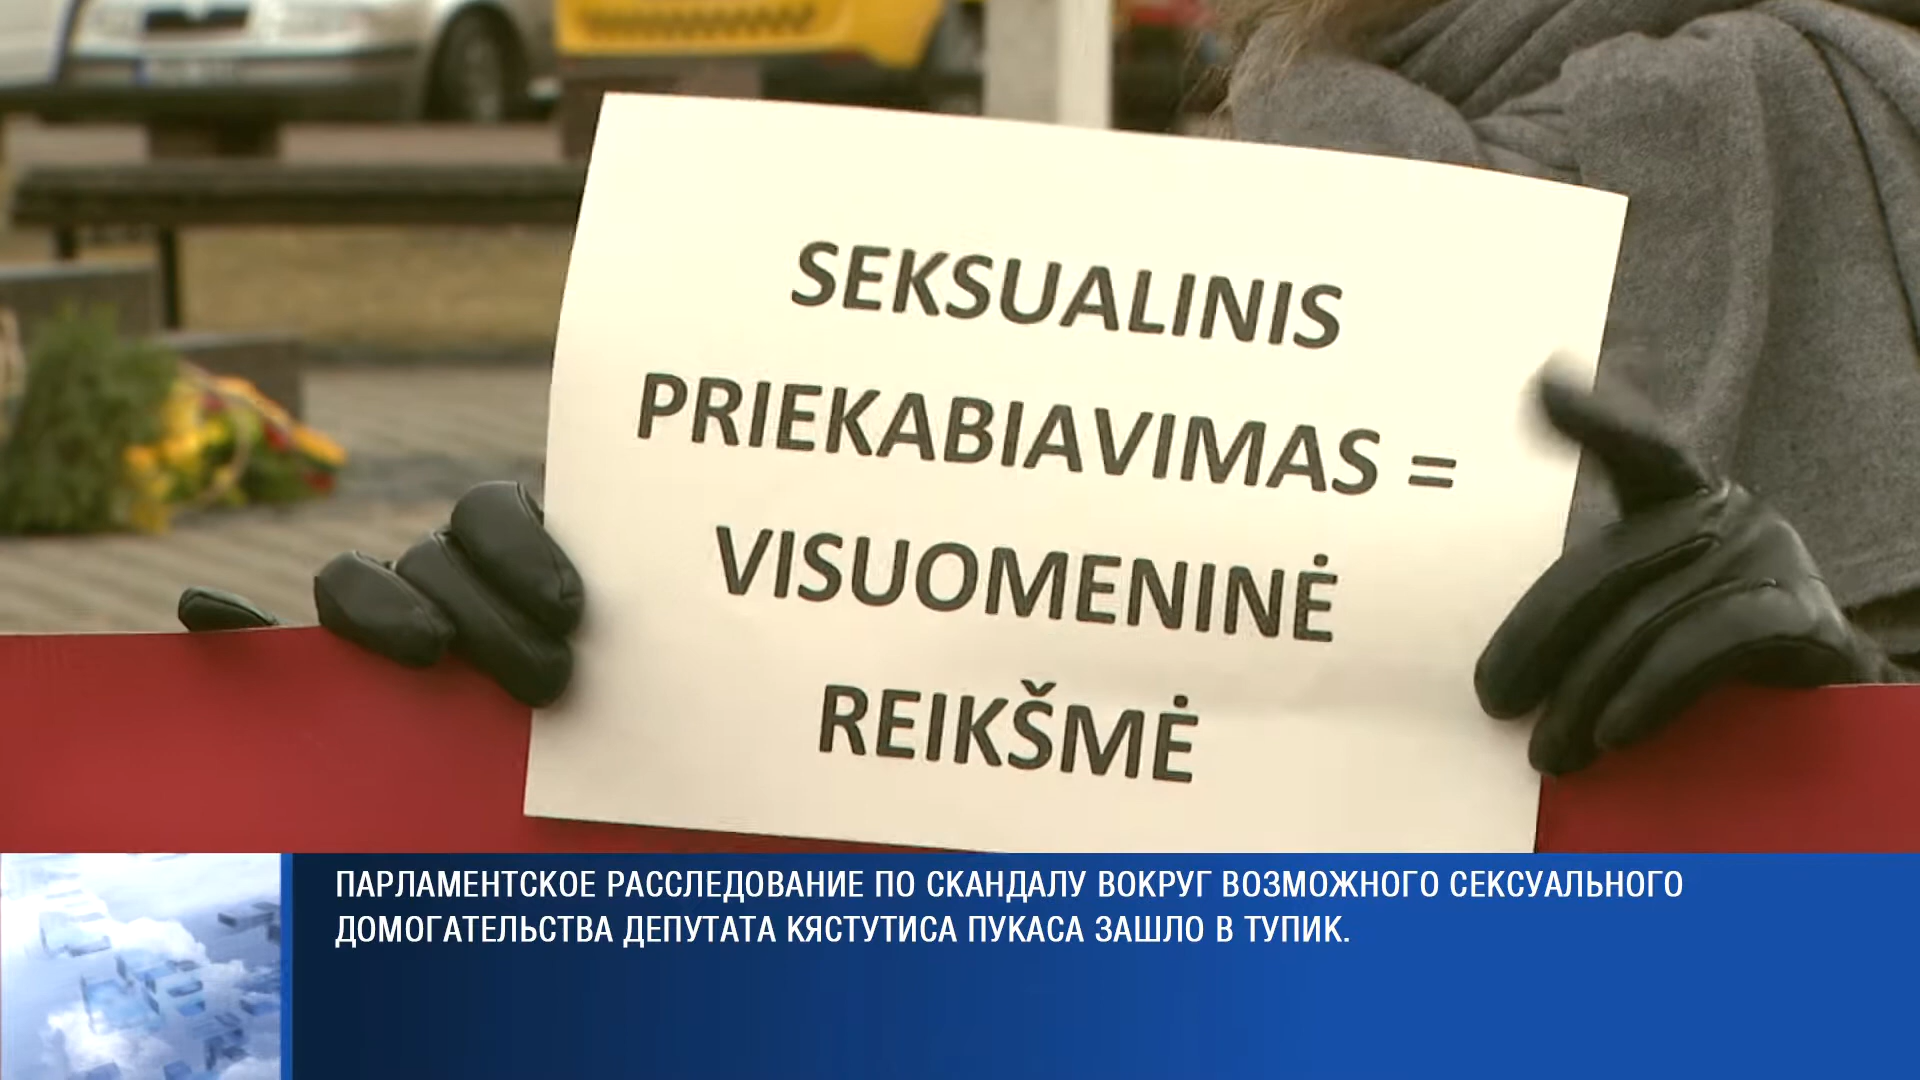 SEKSUALINIS
PRIEKABIAVIMAS =
VISUOMENINĖ
REIKŠMĖ
ПАРЛАМЕНТСКОЕ РАССЛЕДОВАНИЕ ПО СКАНДАЛУ ВОКРУГ ВОЗМОЖНОГО СЕКСУАЛЬНОГО
ДОМОГАТЕЛЬСТВА ДЕПУТАТА КЯСТУТИСА ПУКАСА ЗАШЛО В ТУПИК.